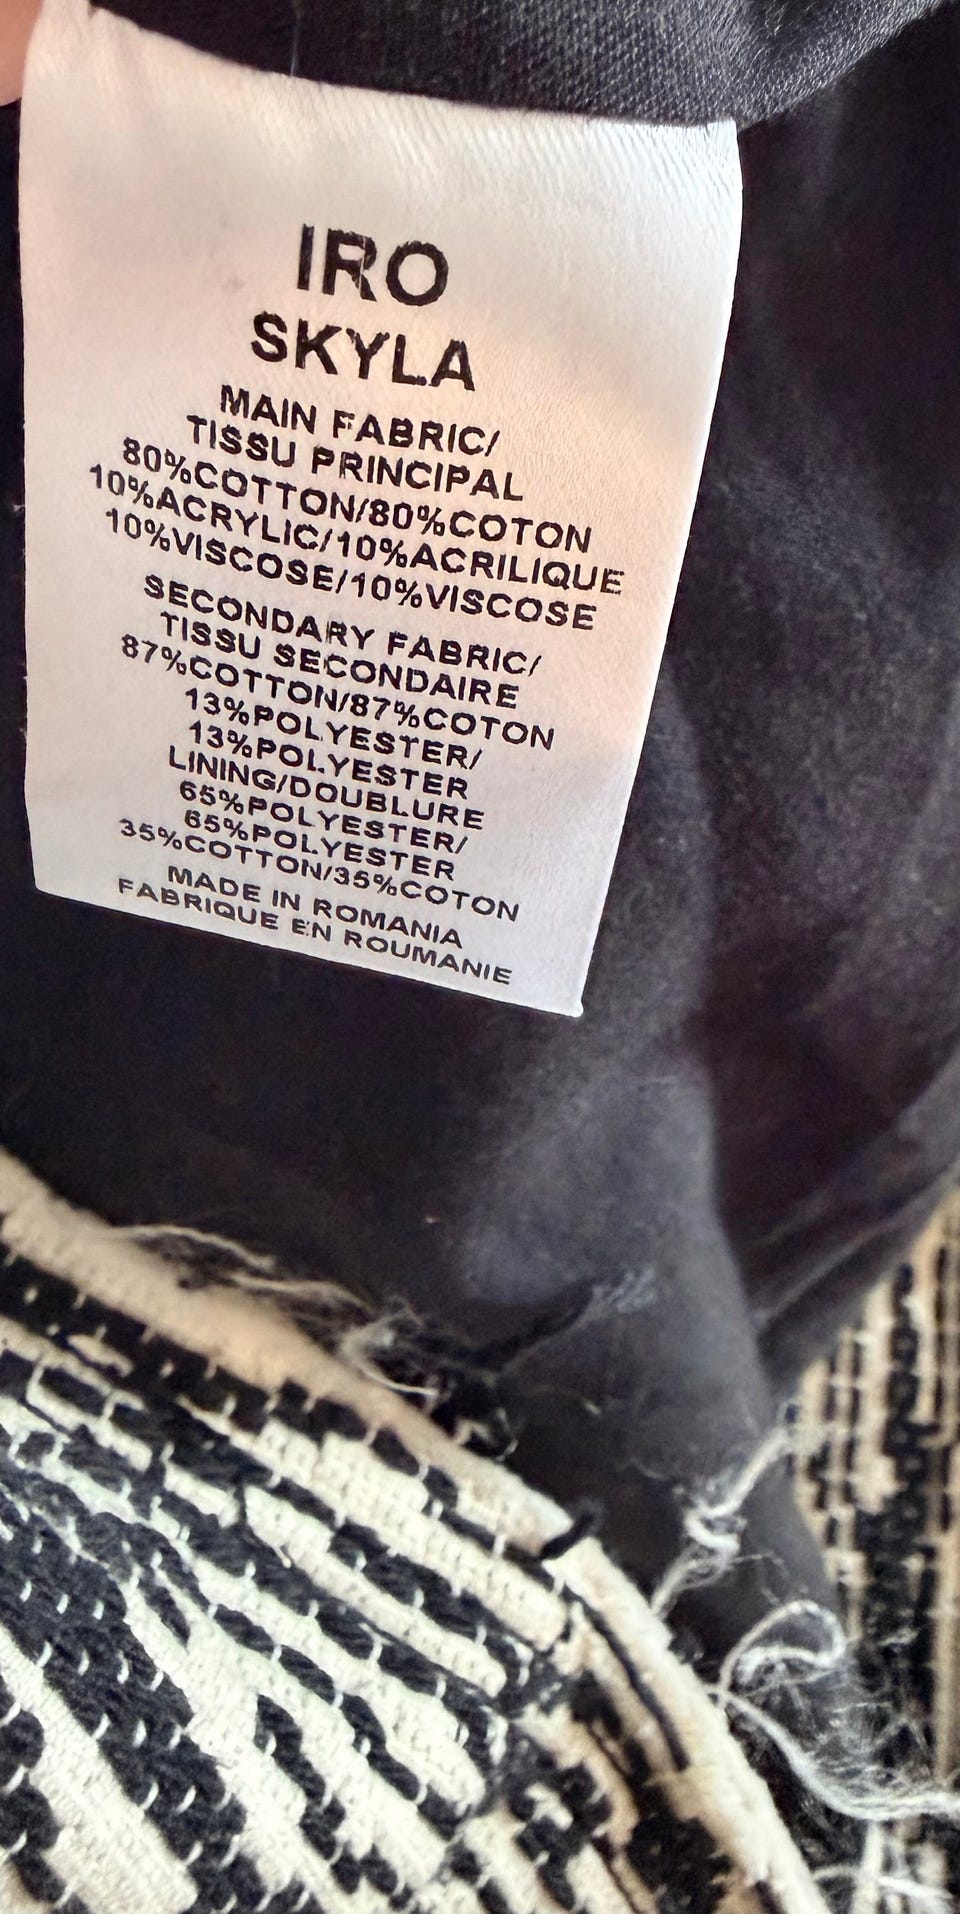 IRO
SKYLA
MAIN FABRIC/
TISSU PRINCIPAL
80%COTTON/80%COTON
10%ACRYLIC/10%ACRILIQUE
10%VISCOSE/10%VISCOSE
SECONDARY FABRIC/
TISSU SECONDAIRE
87%COTTON/87%COTON
13%POLYESTER/
13%POLYESTER
LINING/DOUBLURE
65%POLYESTER/
65%POLYESTER
35%COTTON/35%COTON
MADE IN ROMANIA
FABRIQUE EN ROUMANIE